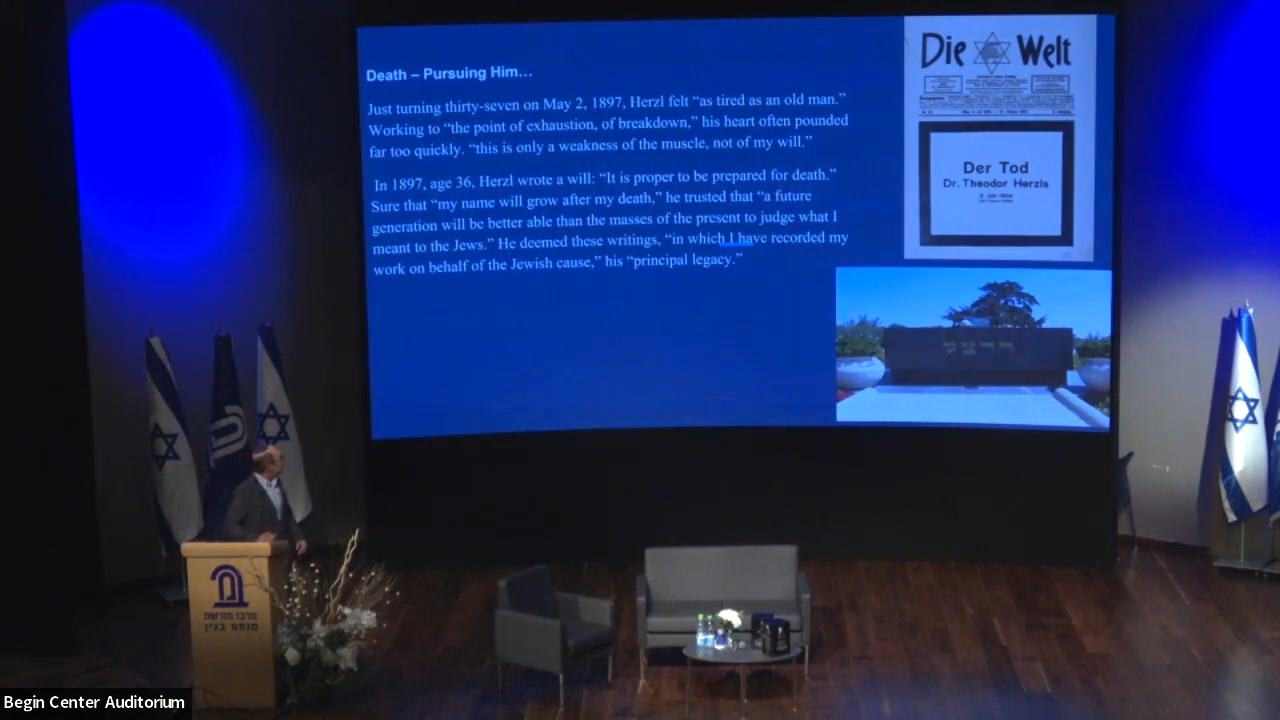 Death – Pursuing Him…
Just turning thirty-seven on May 2, 1897, Herzl felt “as tired as an old man.”
Working to “the point of exhaustion, of breakdown,” his heart often pounded
far too quickly. “this is only a weakness of the muscle, not of my will.”
In 1897, age 36, Herzl wrote a will: “It is proper to be prepared for death.”
Sure that “my name will grow after my death,” he trusted that “a future
generation will be better able than the masses of the present to judge what I
meant to the Jews.” He deemed these writings, “in which I have recorded my
work on behalf of the Jewish cause,” his “principal legacy.”
Die Welt
Der Tod
Dr. Theodor Herzls
הרצל
מרכז מורשת
מנחם בגין
Begin Center Auditorium